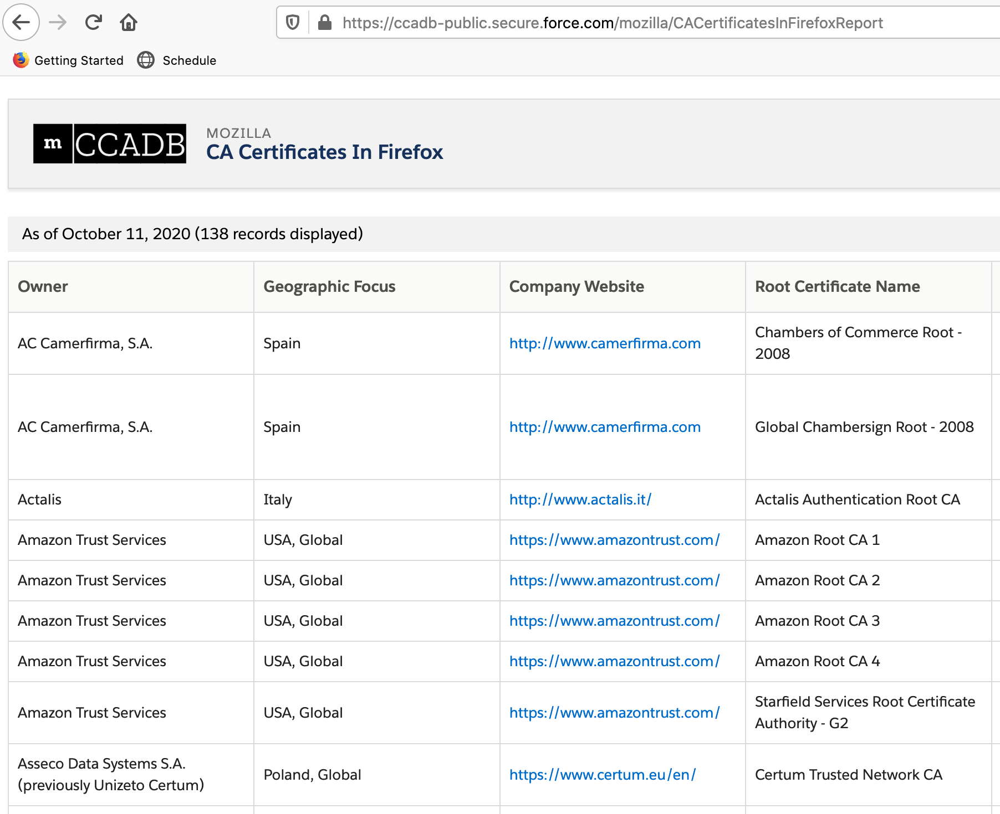 https://ccadb-public.secure.force.com/mozilla/CACertificatesInFirefoxReport
Getting Started Schedule
m CCADB
MOZILLA
CA Certificates In Firefox
As of October 11, 2020 (138 records displayed)
Owner Geographic Focus Company Website Root Certificate Name
AC Camerfirma, S.A. Spain http://www.camerfirma.com Chambers of Commerce Root -
2008
AC Camerfirma, S.A. Spain http://www.camerfirma.com Global Chambersign Root - 2008
Actalis Italy http://www.actalis.it/ Actalis Authentication Root CA
Amazon Trust Services USA, Global https://www.amazontrust.com/ Amazon Root CA 1
Amazon Trust Services USA, Global https://www.amazontrust.com/ Amazon Root CA 2
Amazon Trust Services USA, Global https://www.amazontrust.com/ Amazon Root CA 3
Amazon Trust Services USA, Global https://www.amazontrust.com/ Amazon Root CA 4
Amazon Trust Services USA, Global https://www.amazontrust.com/ Starfield Services Root Certificate
Authority - G2
Asseco Data Systems S.A.
(previously Unizeto Certum) Poland, Global https://www.certum.eu/en/ Certum Trusted Network CA